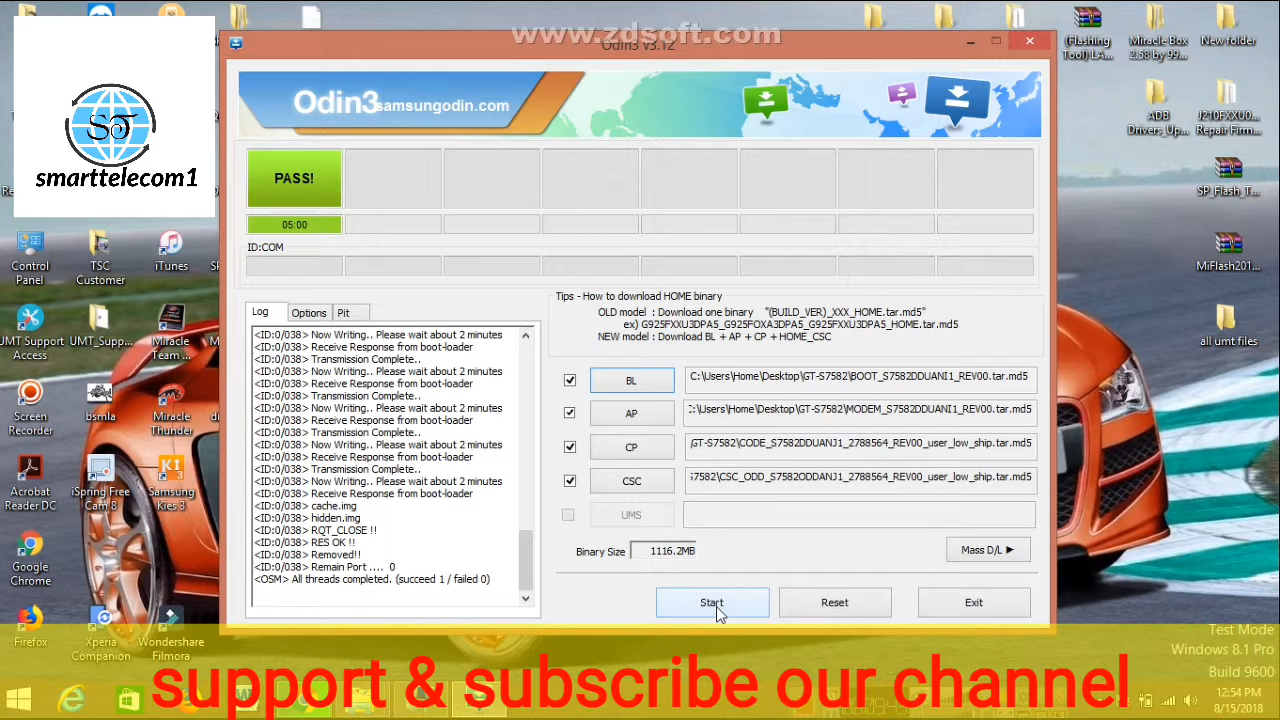 www.zdsoft.com
Odin3 v3.12
(Flashing
Tool) LA...
Miracle Box
2.58 by 99...
New folder
ST
smarttelecom1
Odin3
samsungodin.com
ADB
Drivers_Up...
J210FXXU0...
Repair Firm...
PASS!
05:00
SP_Flash_T...
ID:COM
Control
Panel
TSC
Customer
iTunes
MiFlash201...
Log
Options
Pit
Tips - How to download HOME binary
OLD model : Download one binary "(BUILD_VER)_XXX_HOME.tar.md5"
ex) G925FXXU3DPA5_G925FOXA3DPA5_G925FXXU3DPA5_HOME.tar.md5
NEW model : Download BL + AP + CP + HOME_CSC
UMT Support
Access
UMT_Supp...
Miracle
Team ...
all umt files
<ID:0/038> Now Writing.. Please wait about 2 minutes
<ID:0/038> Receive Response from boot-loader
<ID:0/038> Transmission Complete..
<ID:0/038> Now Writing.. Please wait about 2 minutes
<ID:0/038> Receive Response from boot-loader
<ID:0/038> Transmission Complete..
<ID:0/038> Now Writing.. Please wait about 2 minutes
<ID:0/038> Receive Response from boot-loader
<ID:0/038> Transmission Complete..
<ID:0/038> Now Writing.. Please wait about 2 minutes
<ID:0/038> Receive Response from boot-loader
<ID:0/038> Transmission Complete..
<ID:0/038> Now Writing.. Please wait about 2 minutes
<ID:0/038> Receive Response from boot-loader
<ID:0/038> cache.img
<ID:0/038> hidden.img
<ID:0/038> RQT_CLOSE !!
<ID:0/038> RES OK !!
<ID:0/038> Removed!!
<ID:0/038> Remain Port .... 0
<OSM> All threads completed. (succeed 1 / failed 0)
BL
C:\Users\Home\Desktop\GT-S7582\BOOT_S7582DDUANI1_REV00.tar.md5
AP
:\Users\Home\Desktop\GT-S7582\MODEM_S7582DDUANI1_REV00.tar.md5
CP
GT-S7582\CODE_S7582DDUANJ1_2788564_REV00_user_low_ship.tar.md5
CSC
7582\CSC_ODD_S7582ODDANJ1_2788564_REV00_user_low_ship.tar.md5
UMS
Binary Size
1116.2MB
Mass D/L ▶
Start
Reset
Exit
Screen
Recorder
bsmla
Miracle
Thunder
Acrobat
Reader DC
iSpring Free
Cam 8
Samsung
Kies 3
Google
Chrome
Firefox
Xperia
Companion
Wondershare
Filmora
Test Mode
Windows 8.1 Pro
Build 9600
support & subscribe our channel
12:54 PM
8/15/2018